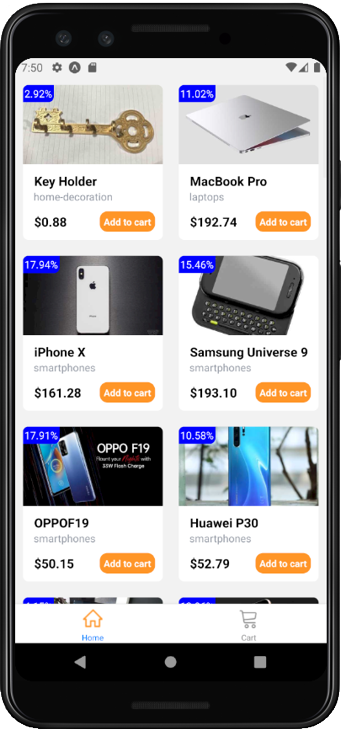 7:50
2.92%
11.02%
Key Holder
MacBook Pro
home-decoration
laptops
$0.88
Add to cart
$192.74
Add to cart
17.94%
15.46%
iPhone X
Samsung Universe 9
smartphones
smartphones
$161.28
Add to cart
$193.10
Add to cart
17.91%
10.58%
OPPO F19
Flaunt your
with
33W Flash Charge
OPPOF19
Huawei P30
smartphones
smartphones
$50.15
Add to cart
$52.79
Add to cart
Home
Cart